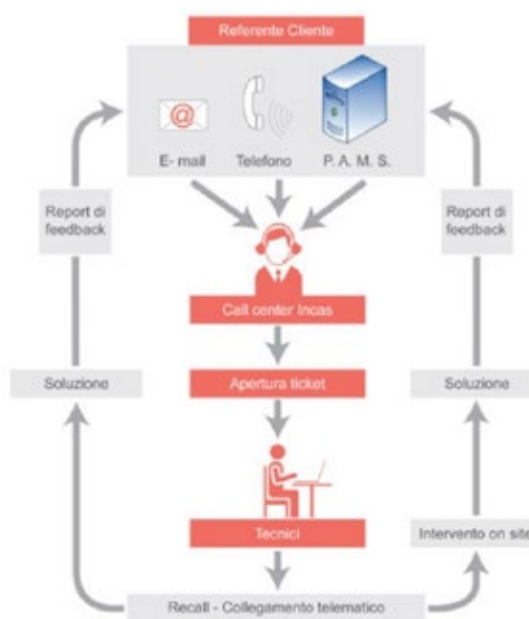 Referente Cliente
@
E- mail
Telefono
P. A. M. S.
Report di
feedback
Report di
feedback
Call center Incas
Soluzione
Apertura ticket
Soluzione
Tecnici
Intervento on site
Recall - Collegamento telematico